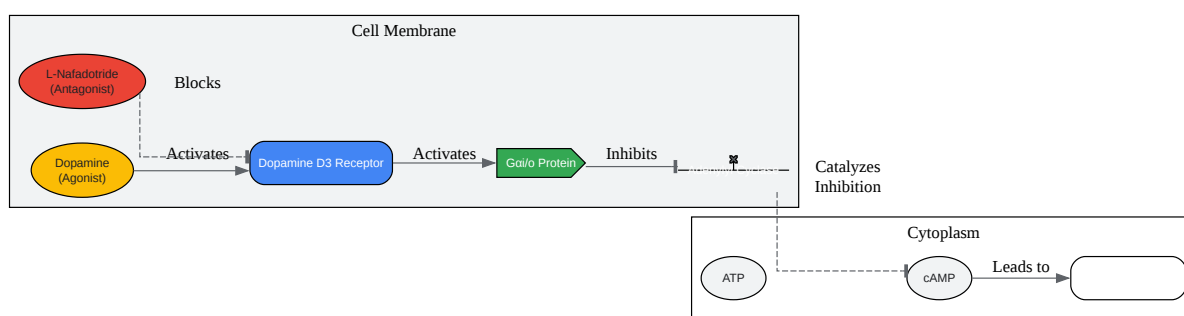 Cell Membrane
L-Nafadotride
(Antagonist)
Blocks
Dopamine
(Agonist)
Activates
Dopamine D3 Receptor
Activates
Gαi/o Protein
Inhibits
Catalyzes
Inhibition
Cytoplasm
ATP
cAMP
Leads to